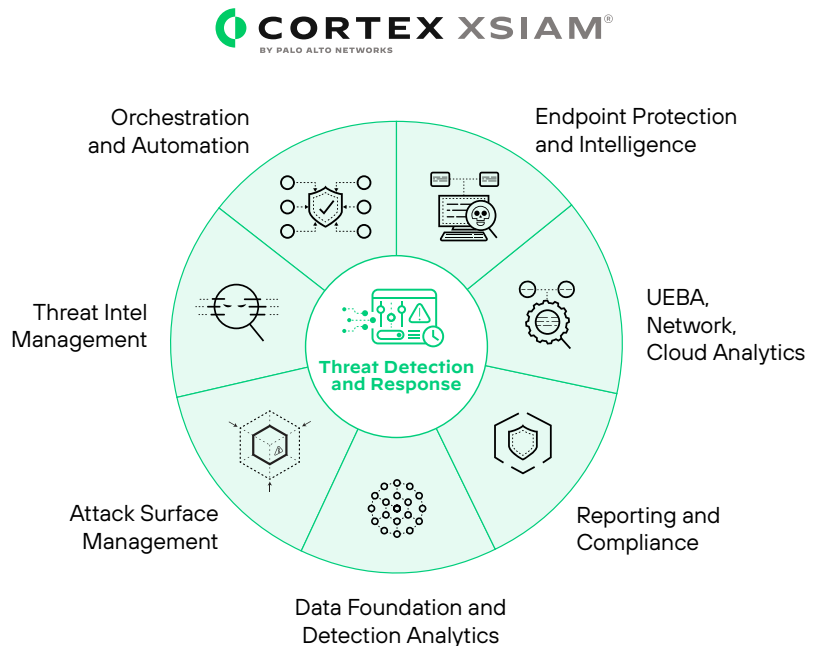 CORTEX XSIAM®
BY PALO ALTO NETWORKS
Orchestration
and Automation
Endpoint Protection
and Intelligence
Threat Intel
Management
UEBA,
Network,
Cloud Analytics
Threat Detection
and Response
Attack Surface
Management
Reporting and
Compliance
Data Foundation and
Detection Analytics